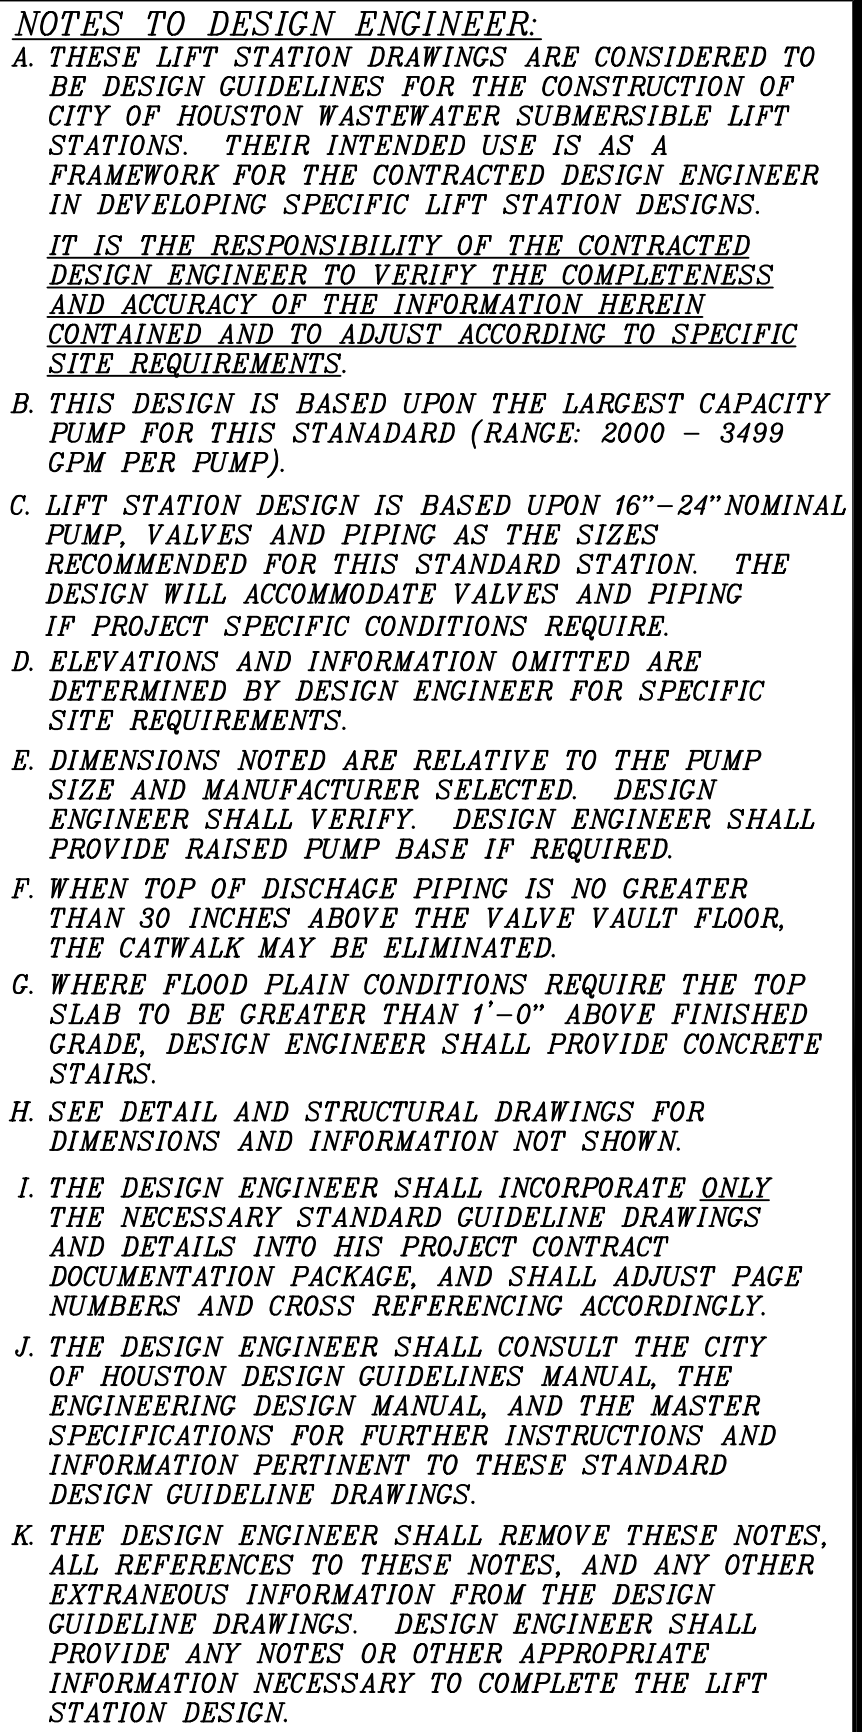 NOTES TO DESIGN ENGINEER:
A. THESE LIFT STATION DRAWINGS ARE CONSIDERED TO
BE DESIGN GUIDELINES FOR THE CONSTRUCTION OF
CITY OF HOUSTON WASTEWATER SUBMERSIBLE LIFT
STATIONS. THEIR INTENDED USE IS AS A
FRAMEWORK FOR THE CONTRACTED DESIGN ENGINEER
IN DEVELOPING SPECIFIC LIFT STATION DESIGNS.
IT IS THE RESPONSIBILITY OF THE CONTRACTED
DESIGN ENGINEER TO VERIFY THE COMPLETENESS
AND ACCURACY OF THE INFORMATION HEREIN
CONTAINED AND TO ADJUST ACCORDING TO SPECIFIC
SITE REQUIREMENTS.
B. THIS DESIGN IS BASED UPON THE LARGEST CAPACITY
PUMP FOR THIS STANADARD (RANGE: 2000 – 3499
GPM PER PUMP).
C. LIFT STATION DESIGN IS BASED UPON 16"–24" NOMINAL
PUMP, VALVES AND PIPING AS THE SIZES
RECOMMENDED FOR THIS STANDARD STATION. THE
DESIGN WILL ACCOMMODATE VALVES AND PIPING
IF PROJECT SPECIFIC CONDITIONS REQUIRE.
D. ELEVATIONS AND INFORMATION OMITTED ARE
DETERMINED BY DESIGN ENGINEER FOR SPECIFIC
SITE REQUIREMENTS.
E. DIMENSIONS NOTED ARE RELATIVE TO THE PUMP
SIZE AND MANUFACTURER SELECTED. DESIGN
ENGINEER SHALL VERIFY. DESIGN ENGINEER SHALL
PROVIDE RAISED PUMP BASE IF REQUIRED.
F. WHEN TOP OF DISCHAGE PIPING IS NO GREATER
THAN 30 INCHES ABOVE THE VALVE VAULT FLOOR,
THE CATWALK MAY BE ELIMINATED.
G. WHERE FLOOD PLAIN CONDITIONS REQUIRE THE TOP
SLAB TO BE GREATER THAN 1'–0" ABOVE FINISHED
GRADE, DESIGN ENGINEER SHALL PROVIDE CONCRETE
STAIRS.
H. SEE DETAIL AND STRUCTURAL DRAWINGS FOR
DIMENSIONS AND INFORMATION NOT SHOWN.
I. THE DESIGN ENGINEER SHALL INCORPORATE ONLY
THE NECESSARY STANDARD GUIDELINE DRAWINGS
AND DETAILS INTO HIS PROJECT CONTRACT
DOCUMENTATION PACKAGE, AND SHALL ADJUST PAGE
NUMBERS AND CROSS REFERENCING ACCORDINGLY.
J. THE DESIGN ENGINEER SHALL CONSULT THE CITY
OF HOUSTON DESIGN GUIDELINES MANUAL, THE
ENGINEERING DESIGN MANUAL, AND THE MASTER
SPECIFICATIONS FOR FURTHER INSTRUCTIONS AND
INFORMATION PERTINENT TO THESE STANDARD
DESIGN GUIDELINE DRAWINGS.
K. THE DESIGN ENGINEER SHALL REMOVE THESE NOTES,
ALL REFERENCES TO THESE NOTES, AND ANY OTHER
EXTRANEOUS INFORMATION FROM THE DESIGN
GUIDELINE DRAWINGS. DESIGN ENGINEER SHALL
PROVIDE ANY NOTES OR OTHER APPROPRIATE
INFORMATION NECESSARY TO COMPLETE THE LIFT
STATION DESIGN.